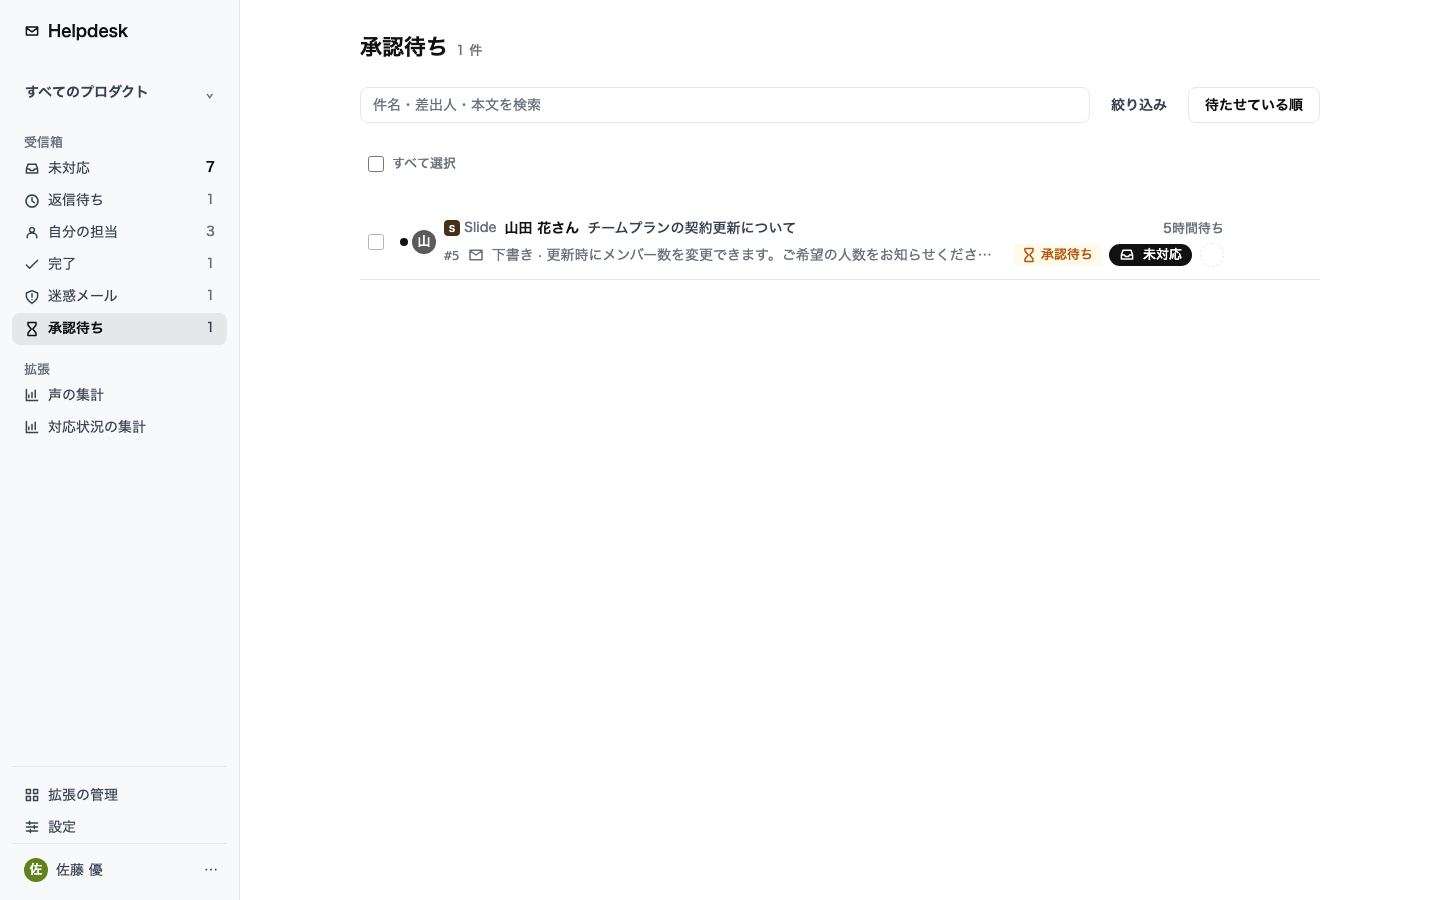 Helpdesk
すべてのプロダクト
受信箱
未対応 7
返信待ち 1
自分の担当 3
完了 1
迷惑メール 1
承認待ち 1
拡張
声の集計
対応状況の集計
拡張の管理
設定
佐 佐藤 優 …
承認待ち 1 件
件名・差出人・本文を検索 絞り込み 待たせている順
すべて選択
山 S Slide 山田 花さん チームプランの契約更新について 5時間待ち
#5 下書き · 更新時にメンバー数を変更できます。ご希望の人数をお知らせくださ… 承認待ち 未対応